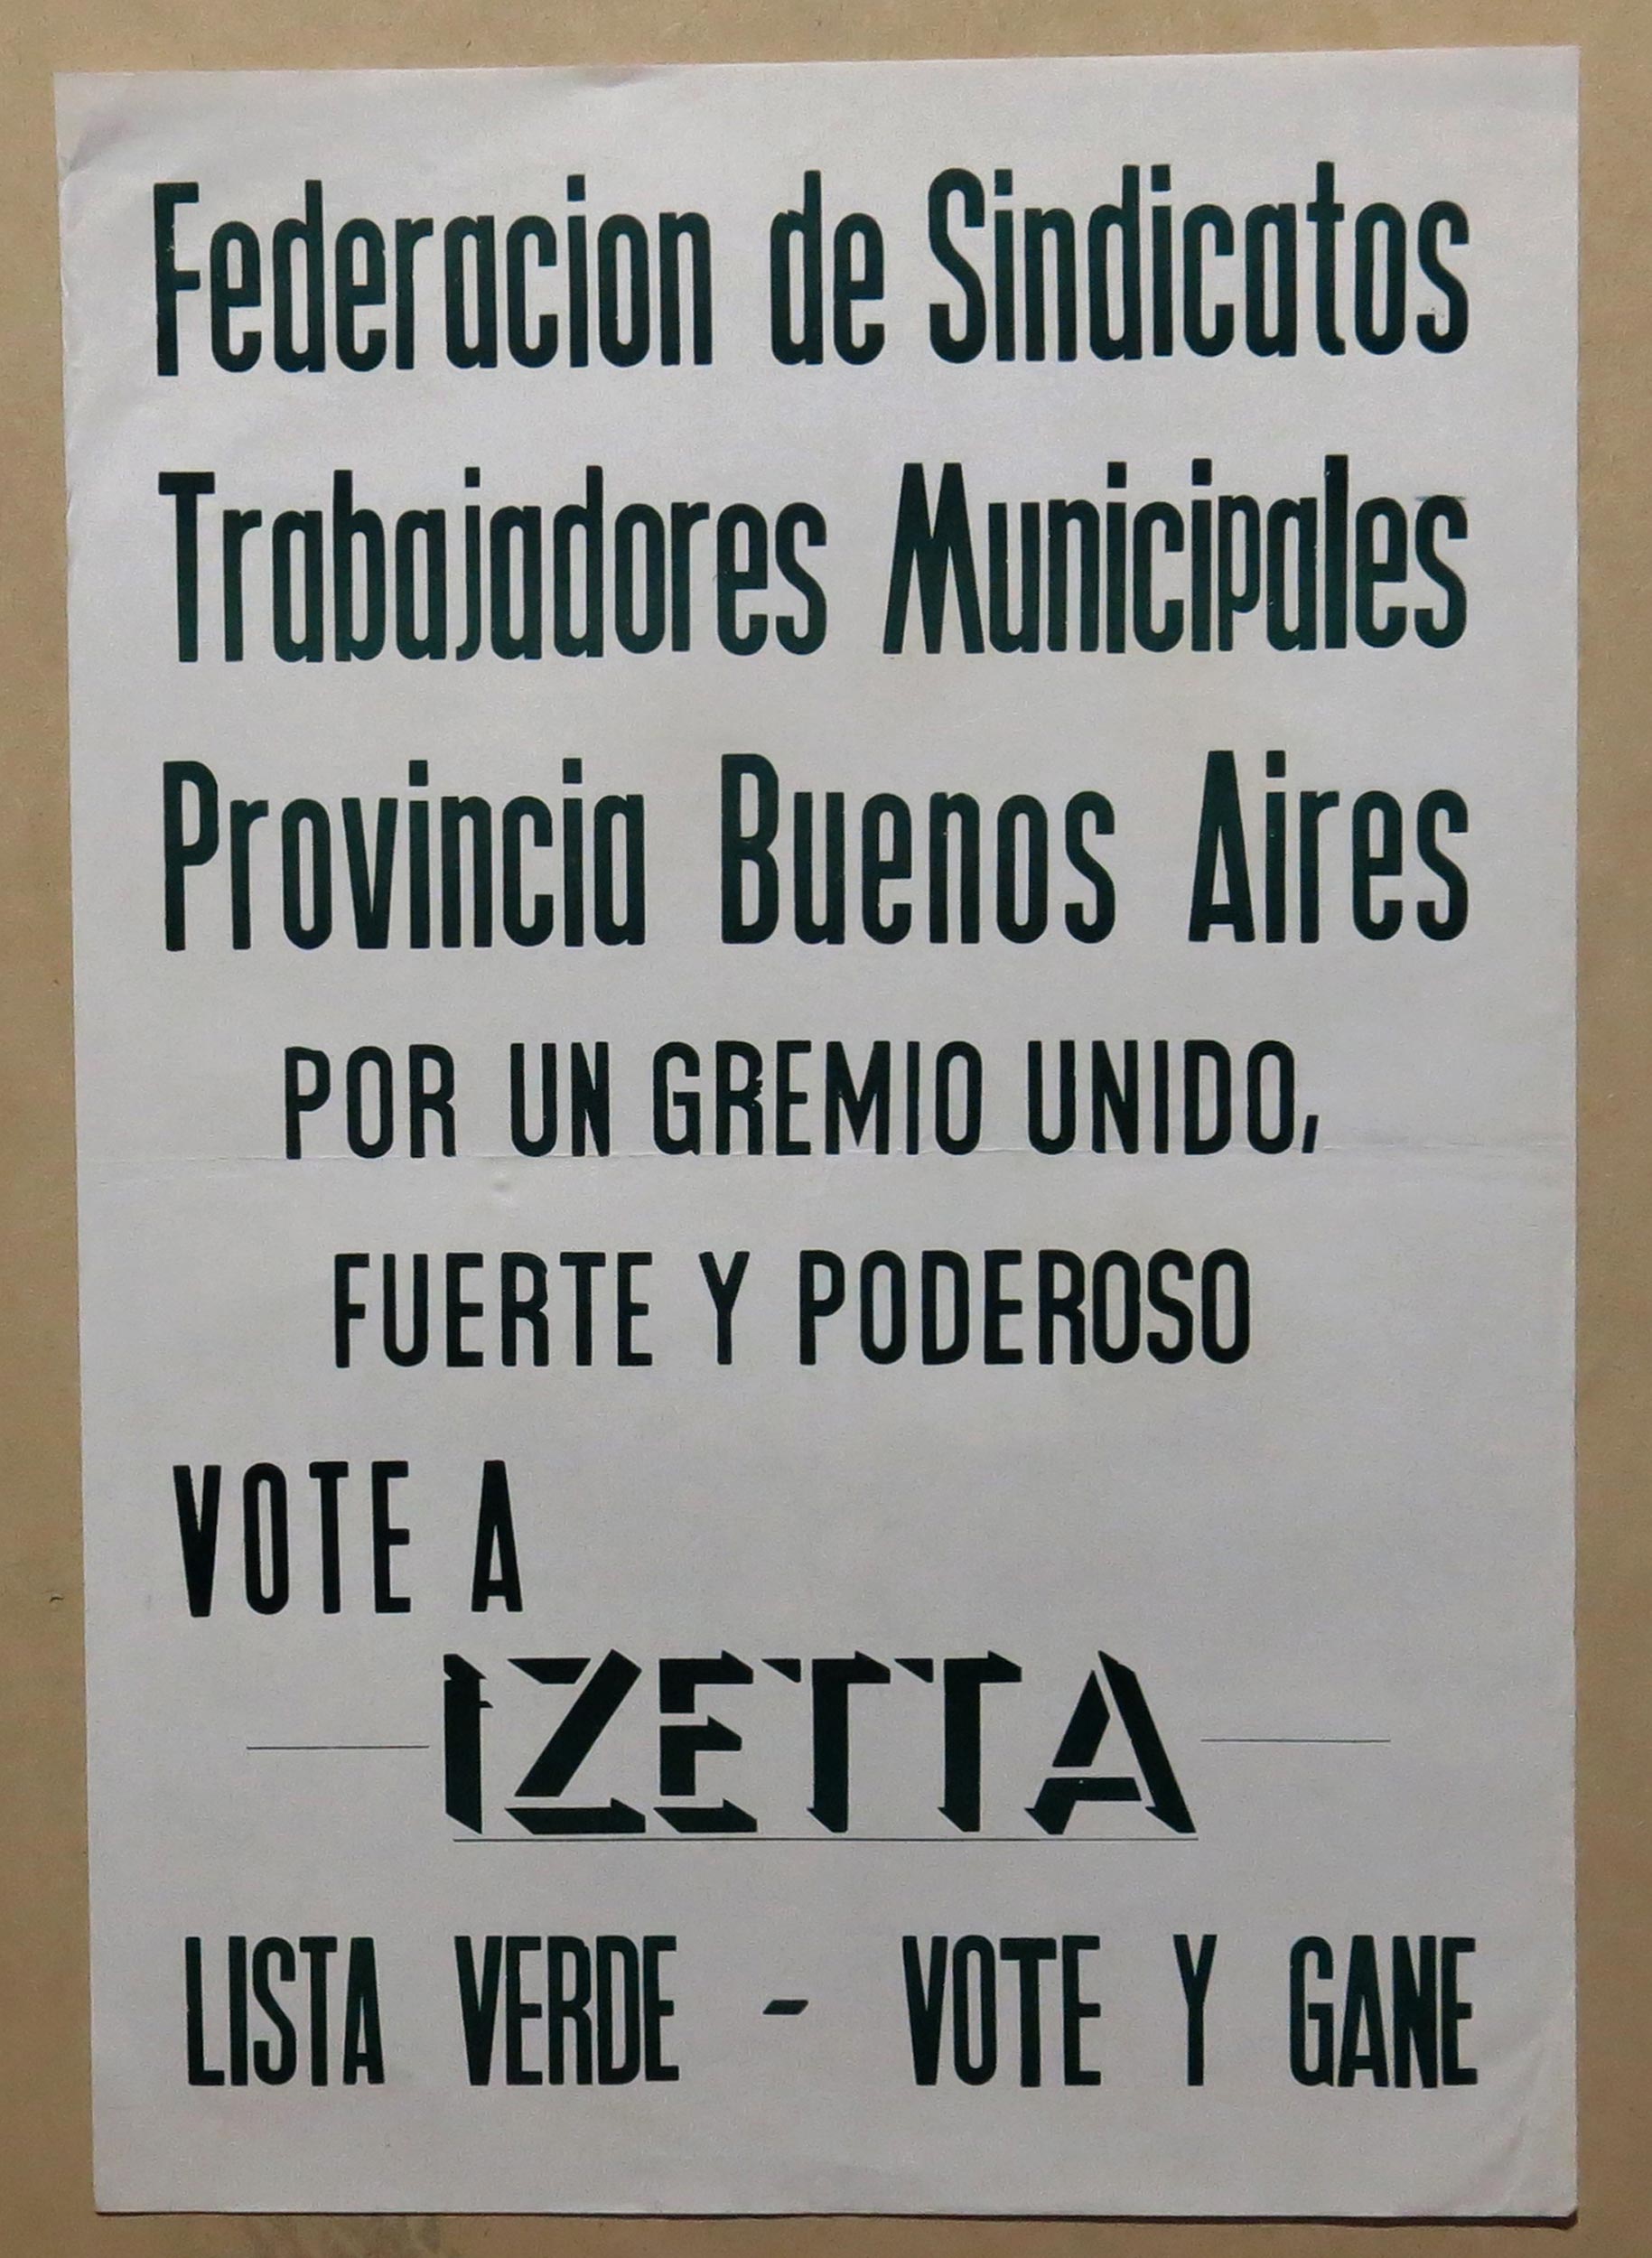 Federacion de Sindicatos
Trabajadores Municipales
Provincia Buenos Aires
POR UN GREMIO UNIDO,
FUERTE Y PODEROSO
VOTE A
IZETTA
LISTA VERDE - VOTE Y GANE